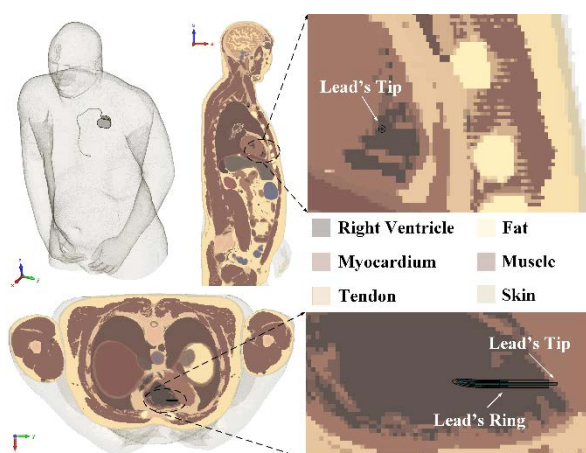 Lead's Tip
Right Ventricle
Fat
Myocardium
Muscle
Tendon
Skin
Lead's Tip
Lead's Ring